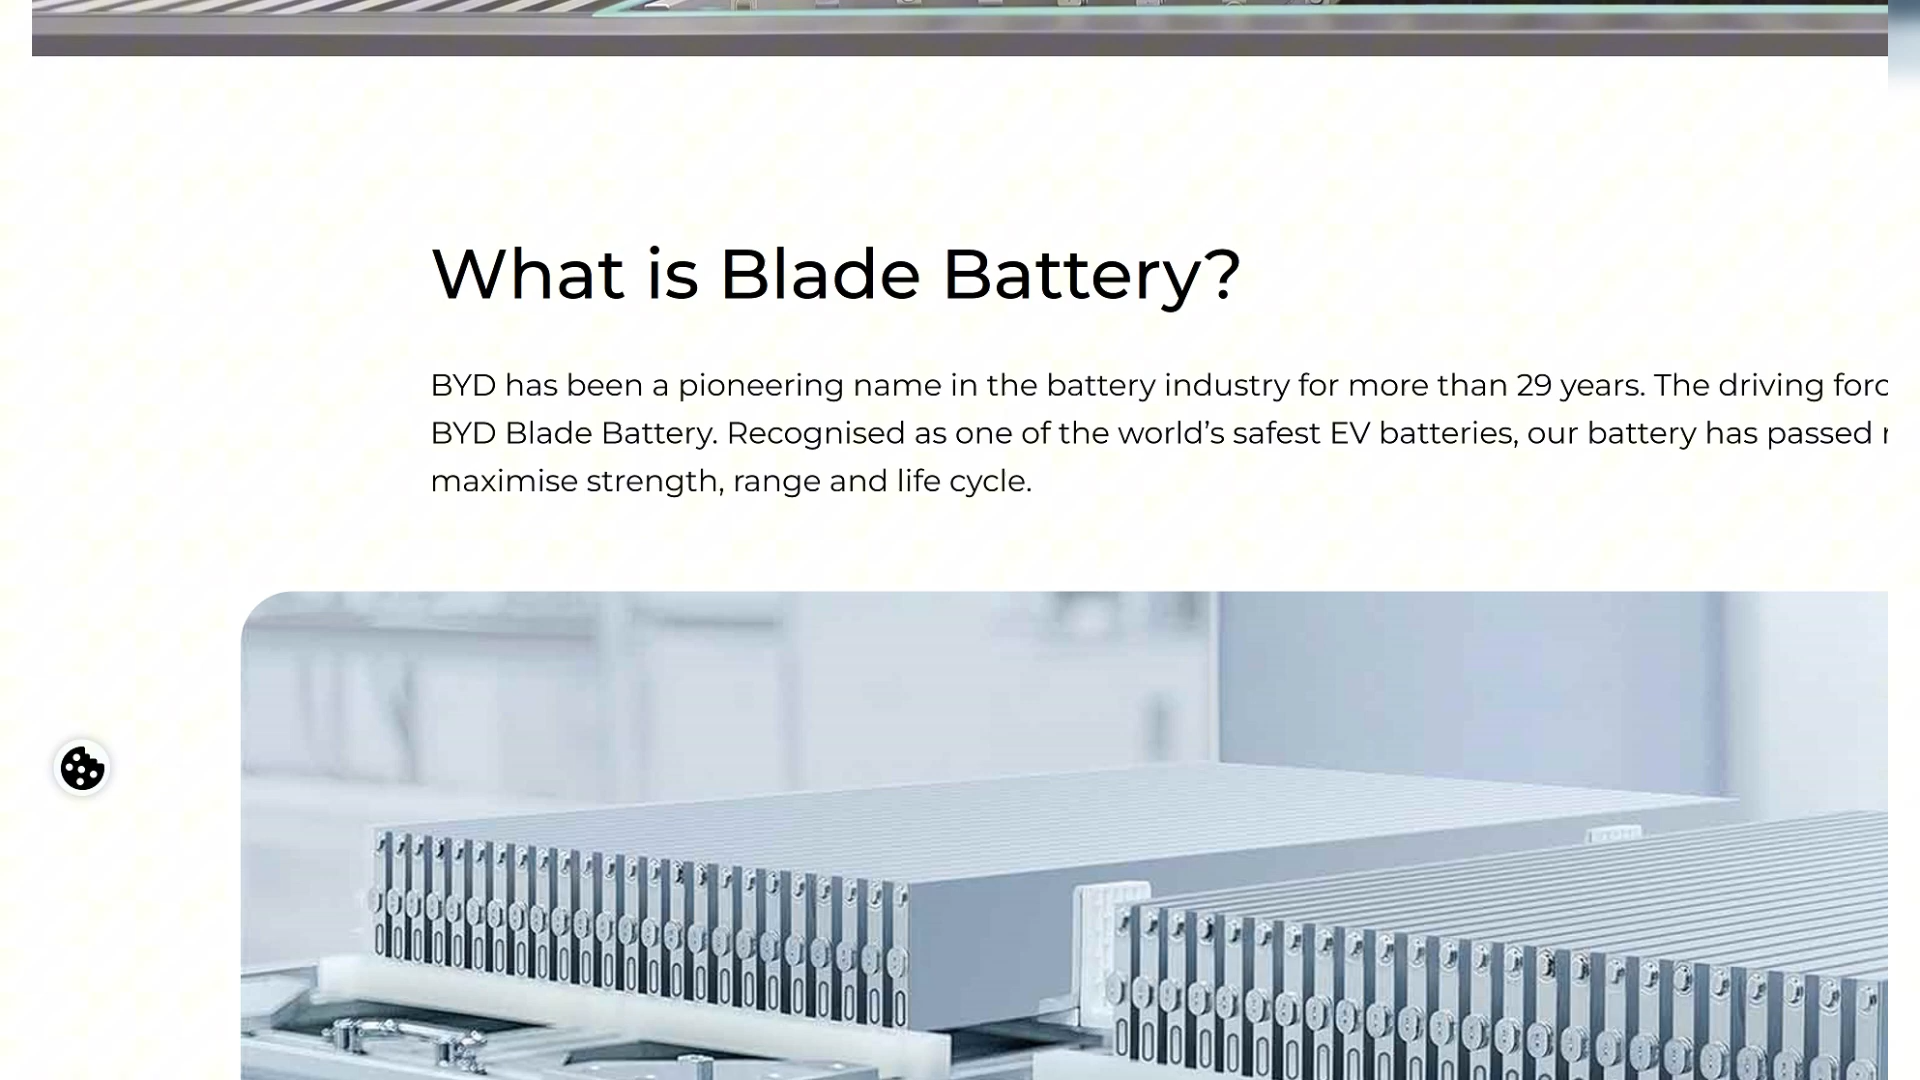 What is Blade Battery?
BYD has been a pioneering name in the battery industry for more than 29 years. The driving
BYD Blade Battery. Recognised as one of the world’s safest EV batteries, our battery has passed
maximise strength, range and life cycle.